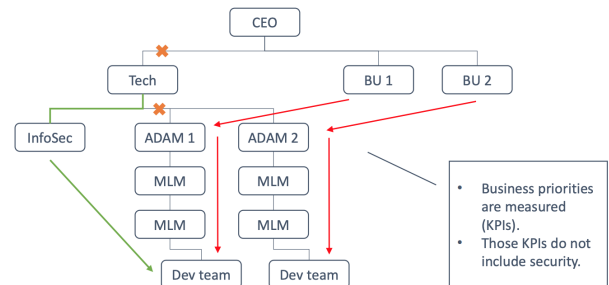 CEO
Tech
BU 1
BU 2
InfoSec
ADAM 1
ADAM 2
MLM
MLM
MLM
MLM
Dev team
Dev team
• Business priorities
are measured
(KPIs).
• Those KPIs do not
include security.